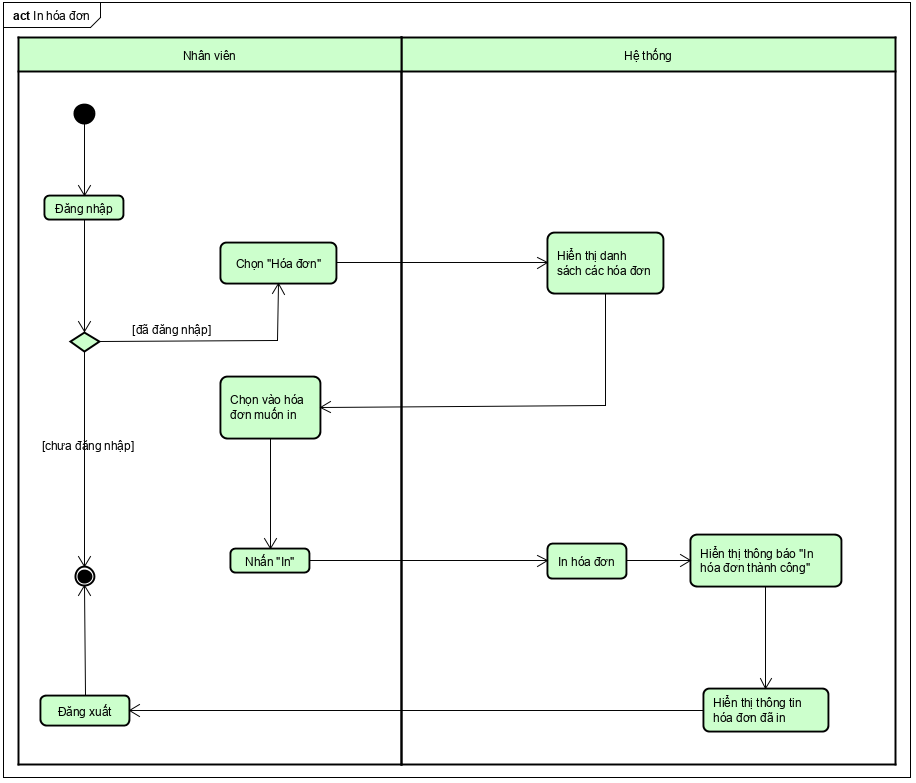 act In hóa đơn
Nhân viên
Hệ thống
Đăng nhập
Chọn "Hóa đơn"
Hiển thị danh
sách các hóa đơn
[đã đăng nhập]
Chọn vào hóa
đơn muốn in
[chưa đăng nhập]
Nhấn "In"
In hóa đơn
Hiển thị thông báo "In
hóa đơn thành công"
Đăng xuất
Hiển thị thông tin
hóa đơn đã in